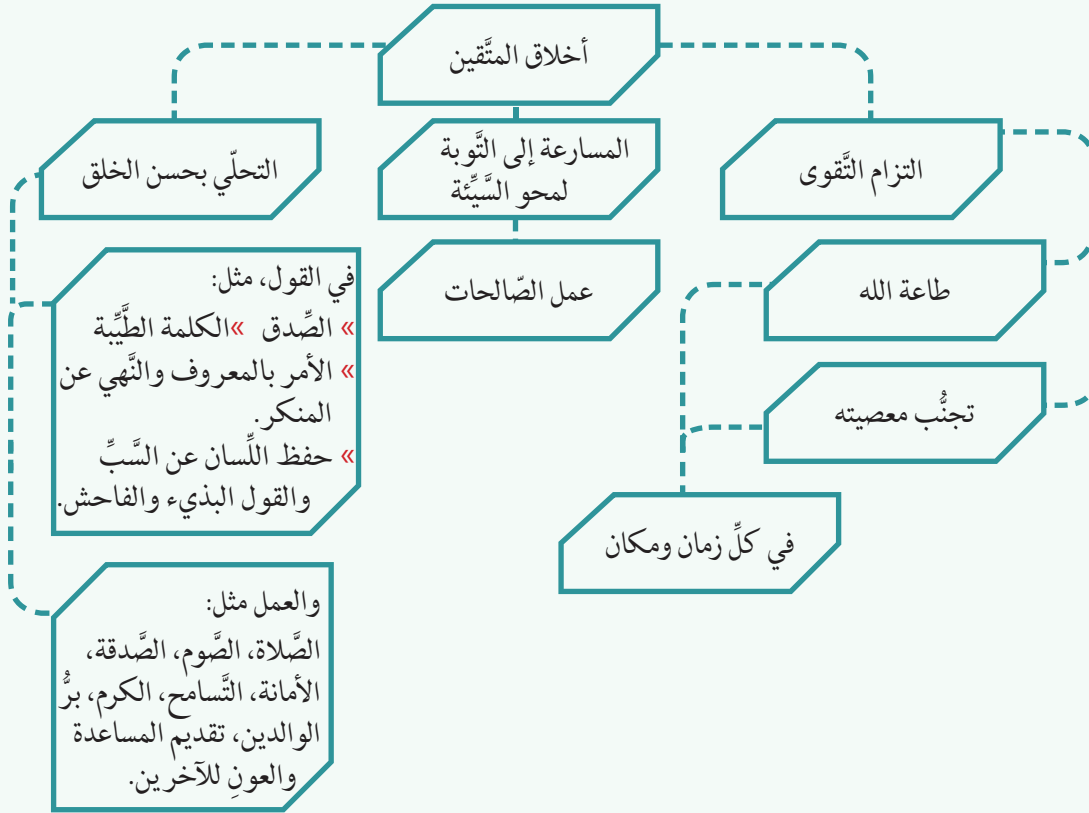 أخلاق المتَّقين
التزام التَّقوى
طاعة الله
تجنُّب معصيته
في كلِّ زمان ومكان
المسارعة إلى التَّوبة
لمحو السَّيِّئة
عمل الصّالحات
التحلّي بحسن الخلق
في القول، مثل:
» الصِّدق » الكلمة الطَّيِّبة
» الأمر بالمعروف والنَّهي عن
المنكر.
» حفظ اللِّسان عن السَّبِّ
والقول البذيء والفاحش.
والعمل مثل:
الصَّلاة، الصَّوم، الصَّدقة،
الأمانة، التَّسامح، الكرم، برُّ
الوالدين، تقديم المساعدة
والعونِ للآخرين.